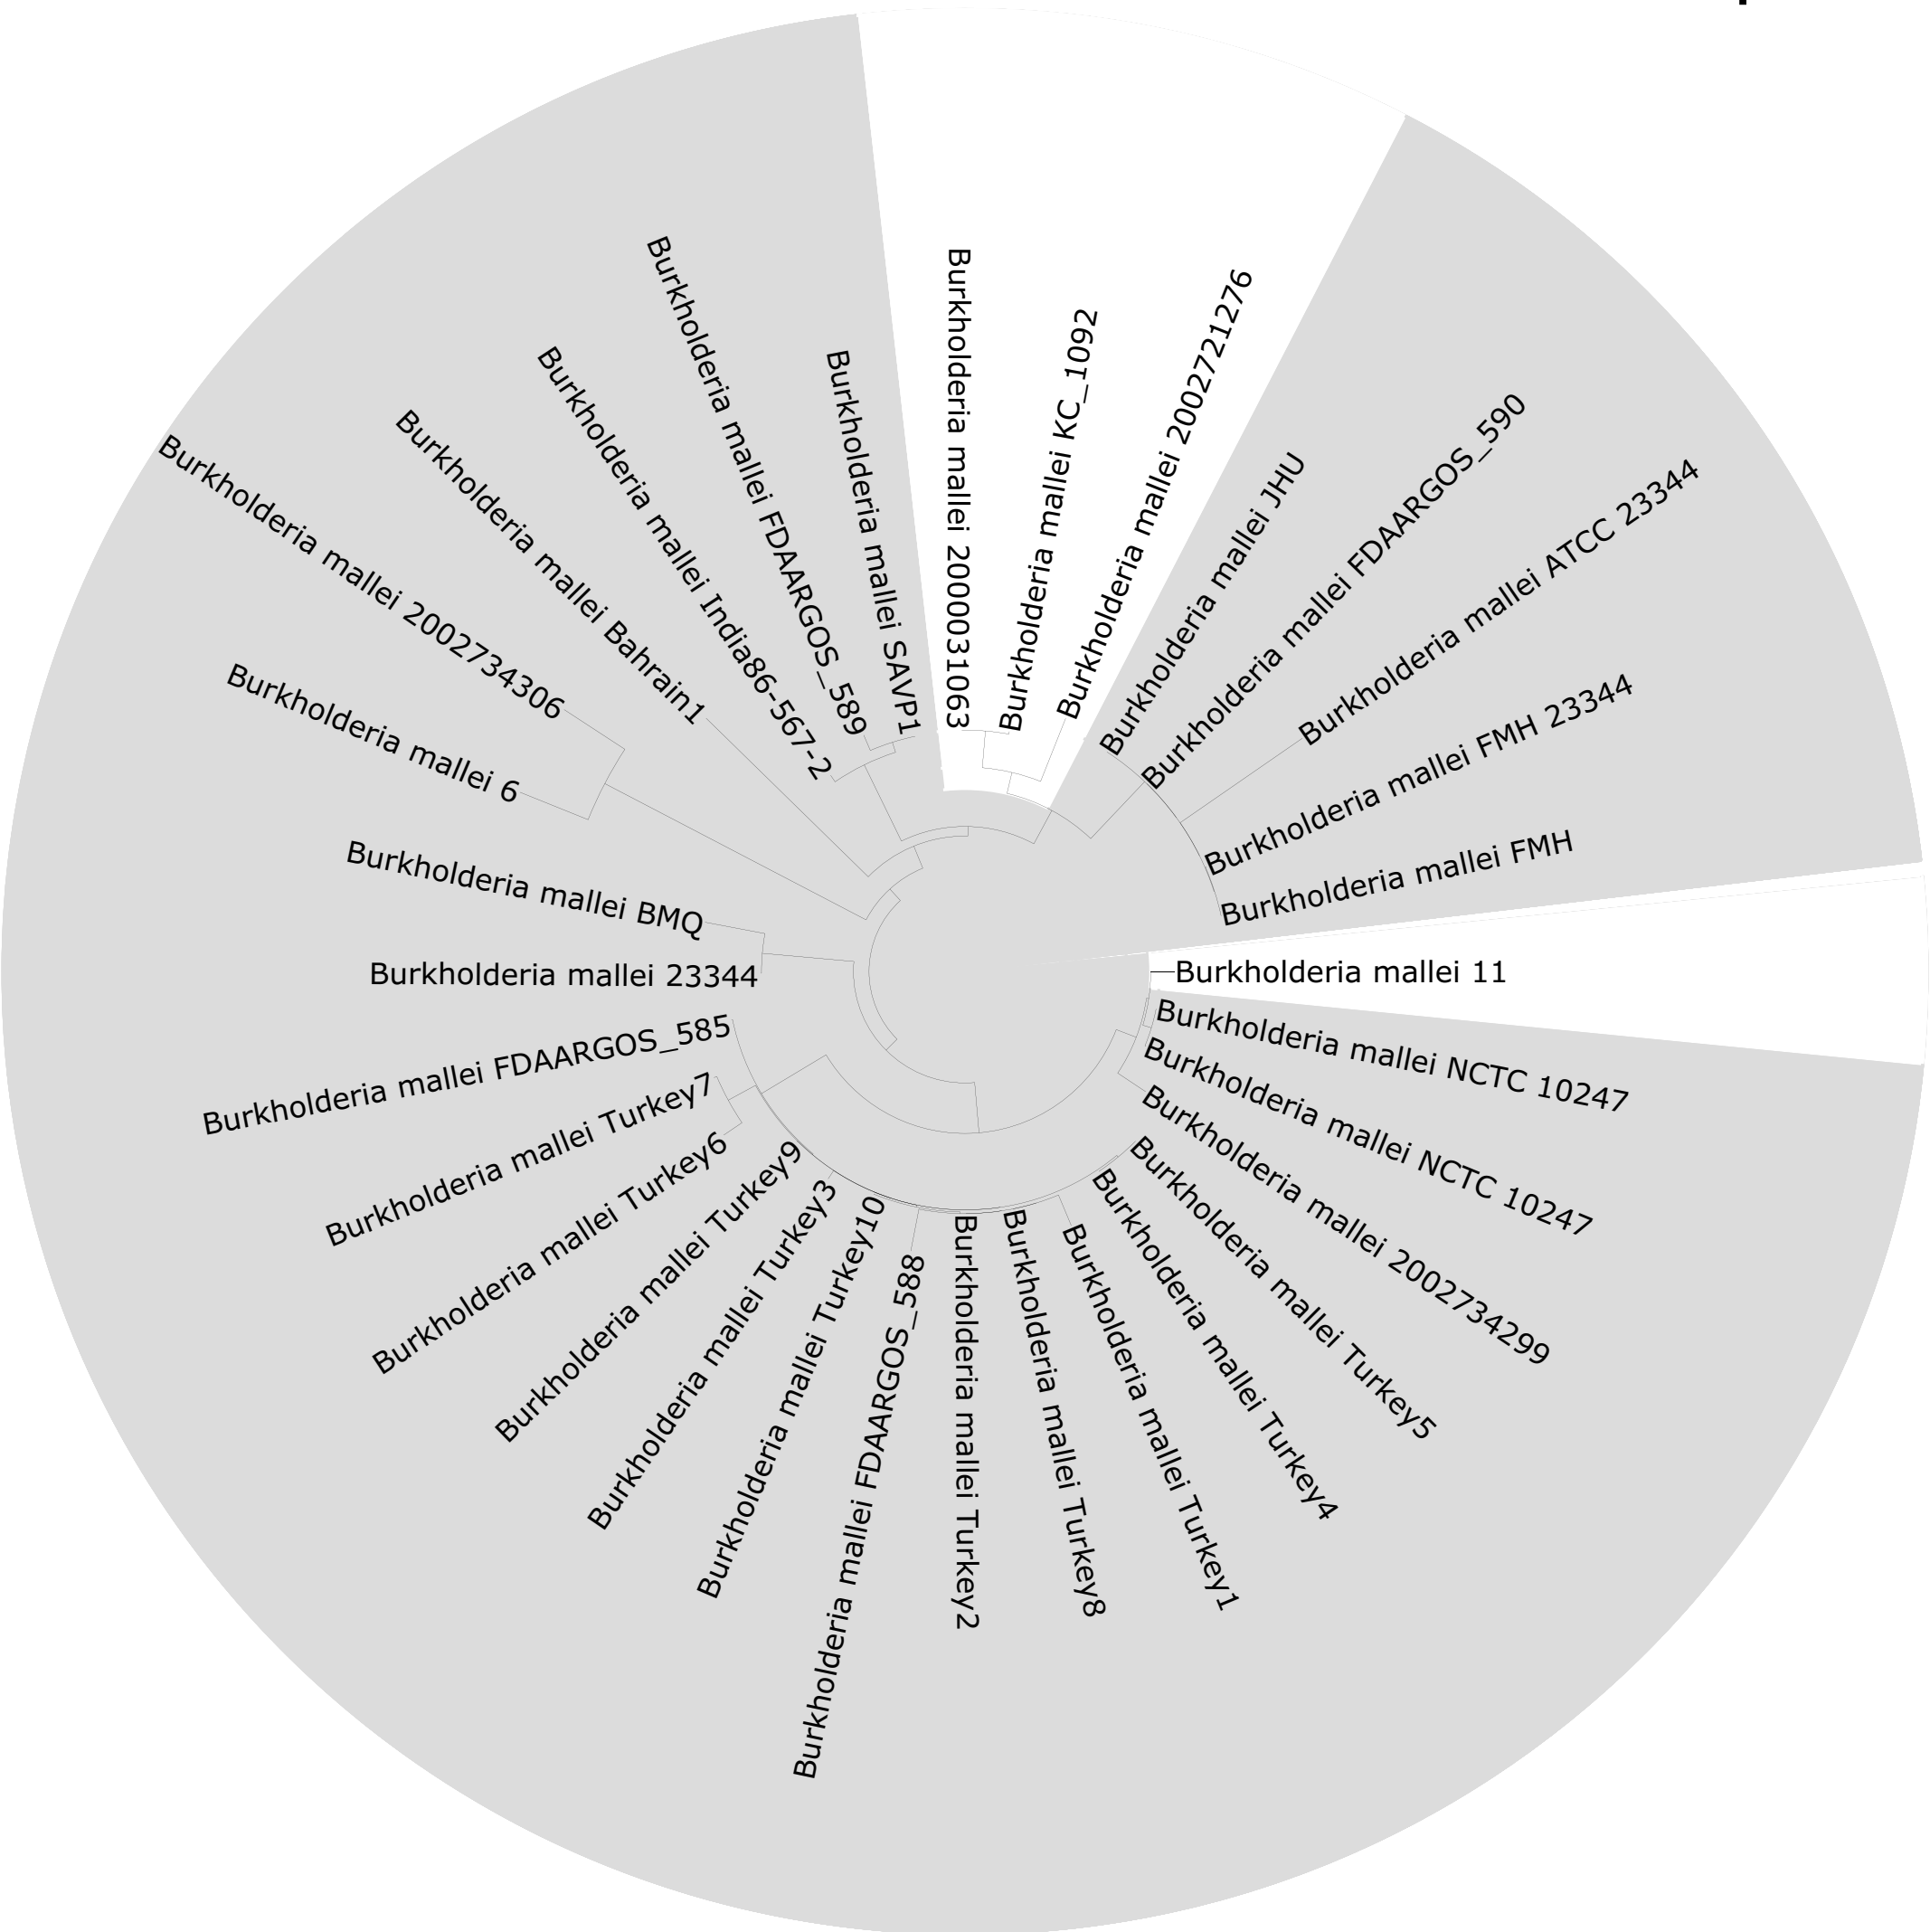 Burkholderia mallei 2000031063
Burkholderia mallei KC_1092
Burkholderia mallei 2002721276
Burkholderia mallei JHU
Burkholderia mallei FDAARGOS_590
Burkholderia mallei ATCC 23344
Burkholderia mallei FMH 23344
Burkholderia mallei FMH
Burkholderia mallei 11
Burkholderia mallei NCTC 10247
Burkholderia mallei NCTC 10247
Burkholderia mallei 2002734299
Burkholderia mallei Turkey5
Burkholderia mallei Turkey4
Burkholderia mallei Turkey1
Burkholderia mallei Turkey8
Burkholderia mallei Turkey2
Burkholderia mallei FDAARGOS_588
Burkholderia mallei Turkey10
Burkholderia mallei Turkey3
Burkholderia mallei Turkey9
Burkholderia mallei Turkey6
Burkholderia mallei Turkey7
Burkholderia mallei FDAARGOS_585
Burkholderia mallei 23344
Burkholderia mallei BMQ
Burkholderia mallei 6
Burkholderia mallei 2002734306
Burkholderia mallei Bahrain1
Burkholderia mallei India86-567-2
Burkholderia mallei FDAARGOS_589
Burkholderia mallei SAVP1